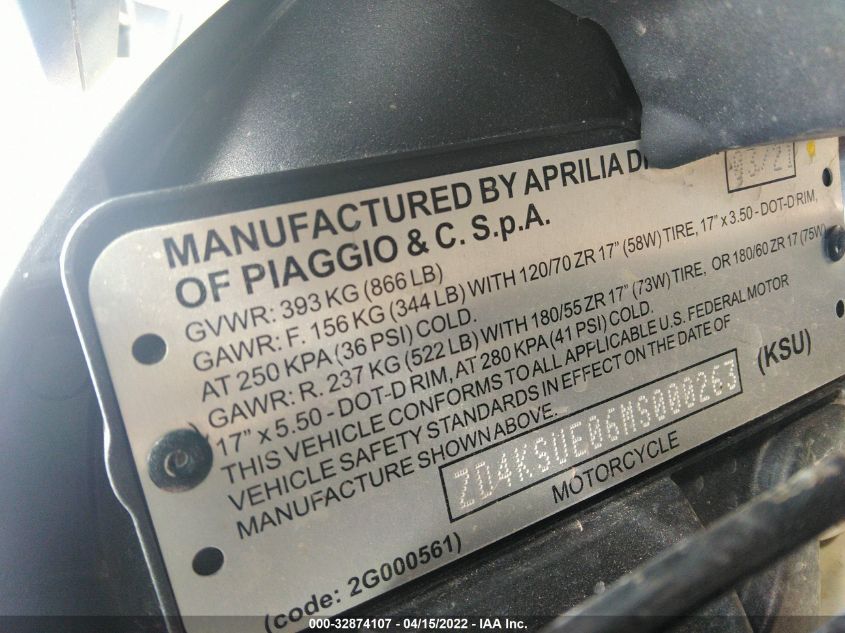 MANUFACTURED BY APRILIA 03/21
OF PIAGGIO & C. S.p.A.
GVWR: 393 KG (866 LB)
GAWR: F. 156 KG (344 LB) WITH 120/70 ZR 17" (58W) TIRE, 17" x 3.50 - DOT-D RIM,
AT 250 KPA (36 PSI) COLD.
GAWR: R. 237 KG (522 LB) WITH 180/55 ZR 17" (73W) TIRE, OR 180/60 ZR 17 (75W)
17" x 5.50 - DOT-D RIM, AT 280 KPA (41 PSI) COLD.
THIS VEHICLE CONFORMS TO ALL APPLICABLE U.S. FEDERAL MOTOR
VEHICLE SAFETY STANDARDS IN EFFECT ON THE DATE OF
MANUFACTURE SHOWN ABOVE.
ZD4KSUE06MS000263 (KSU)
MOTORCYCLE
(code: 2G000561)
000-32874107 - 04/15/2022 - IAA Inc.